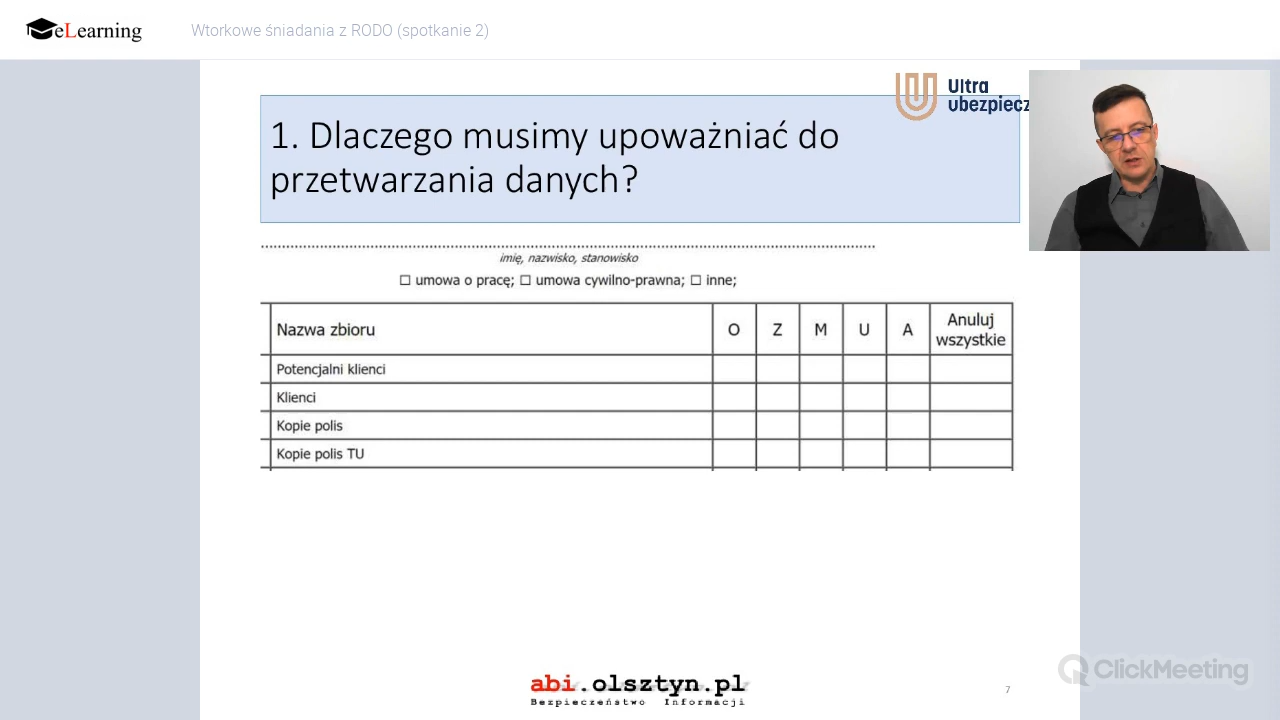 eLearning
Wtorkowe śniadania z RODO (spotkanie 2)
Ultra
ubezpiecz
1. Dlaczego musimy upoważniać do
przetwarzania danych?
imię, nazwisko, stanowisko
☐ umowa o pracę; ☐ umowa cywilno-prawna; ☐ inne;
Nazwa zbioru O Z M U A Anuluj wszystkie
Potencjalni klienci
Klienci
Kopie polis
Kopie polis TU
abi.olsztyn.pl
Bezpieczeństwo Informacji
7
ClickMeeting